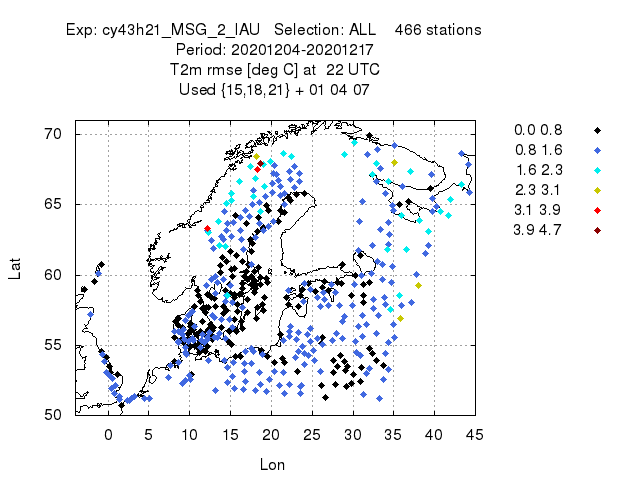 Exp: cy43h21_MSG_2_IAU Selection: ALL 466 stations
Period: 20201204-20201217
T2m rmse [deg C] at 22 UTC
Used {15,18,21} + 01 04 07
70
65
60
55
50
Lat
0 5 10 15 20 25 30 35 40 45
Lon
0.0 0.8
0.8 1.6
1.6 2.3
2.3 3.1
3.1 3.9
3.9 4.7